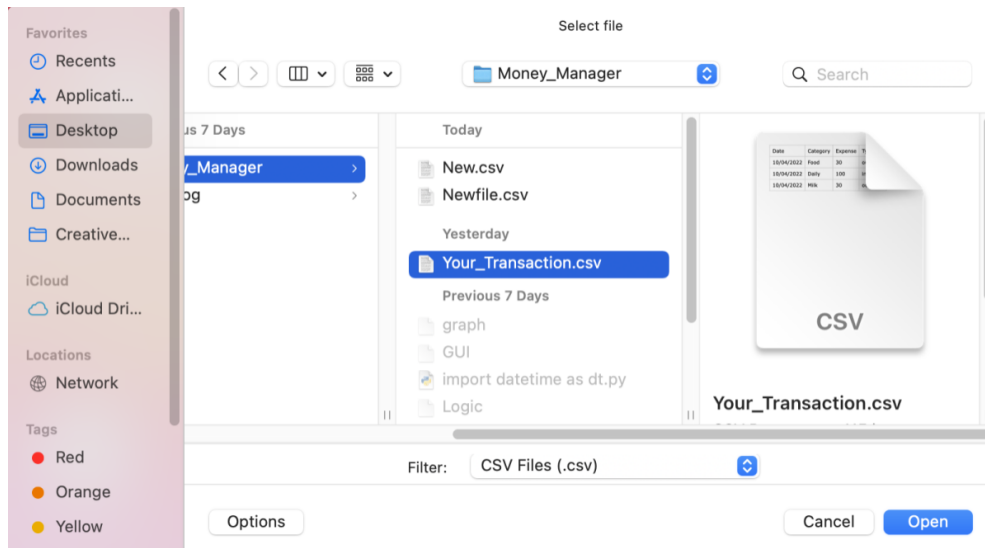 Select file
Favorites
Recents
Applicati...
Desktop
Downloads
Documents
Creative...
iCloud
iCloud Dri...
Locations
Network
Tags
Red
Orange
Yellow
Money_Manager
Search
us 7 Days
y_Manager
og
Today
New.csv
Newfile.csv
Yesterday
Your_Transaction.csv
Previous 7 Days
graph
GUI
import datetime as dt.py
Logic
Date Category Expense
10/04/2022 Food 30
10/04/2022 Daily 100
10/04/2022 Milk 30
CSV
Your_Transaction.csv
Filter: CSV Files (.csv)
Options
Cancel
Open